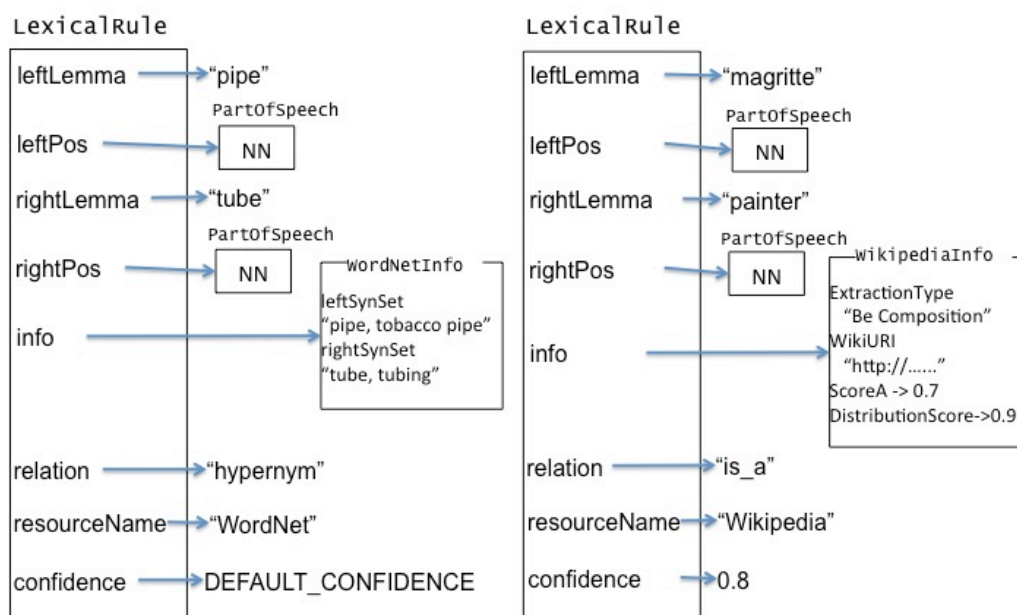 LexicalRule
leftLemma “pipe”
PartOfSpeech
leftPos NN
rightLemma “tube”
PartOfSpeech
rightPos NN
WordNetInfo
leftSynSet
“pipe, tobacco pipe”
info
rightSynSet
“tube, tubing”
relation “hypernym”
resourceName “WordNet”
confidence DEFAULT_CONFIDENCE
LexicalRule
leftLemma “magritte”
PartOfSpeech
leftPos NN
rightLemma “painter”
PartOfSpeech
rightPos NN
WikipediaInfo
ExtractionType
“Be Composition”
WikiURI
info
“http://......”
ScoreA -> 0.7
DistributionScore->0.9
relation “is_a”
resourceName “Wikipedia”
confidence 0.8